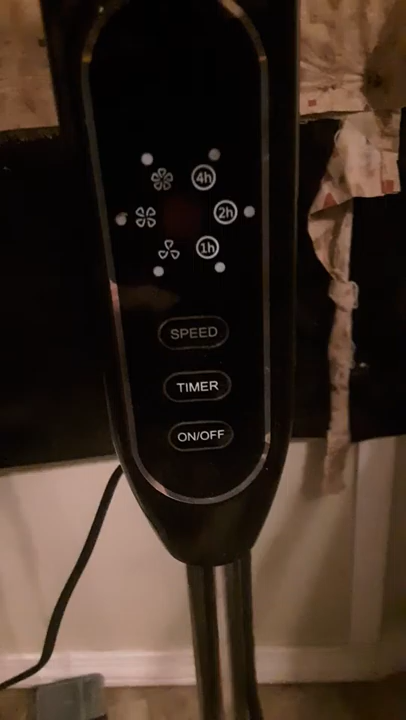 4h
2h
1h
SPEED
TIMER
ON/OFF